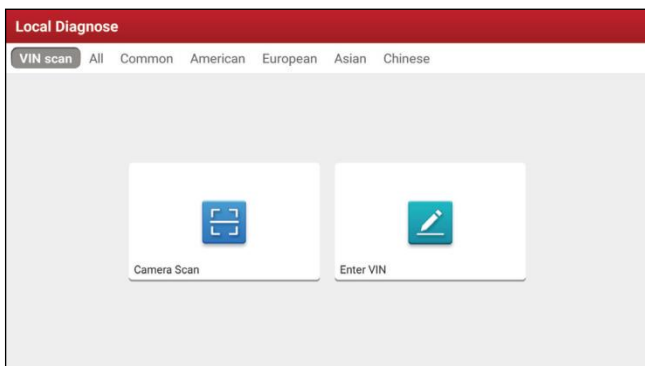 Local Diagnose
VIN scan All Common American European Asian Chinese
Camera Scan Enter VIN